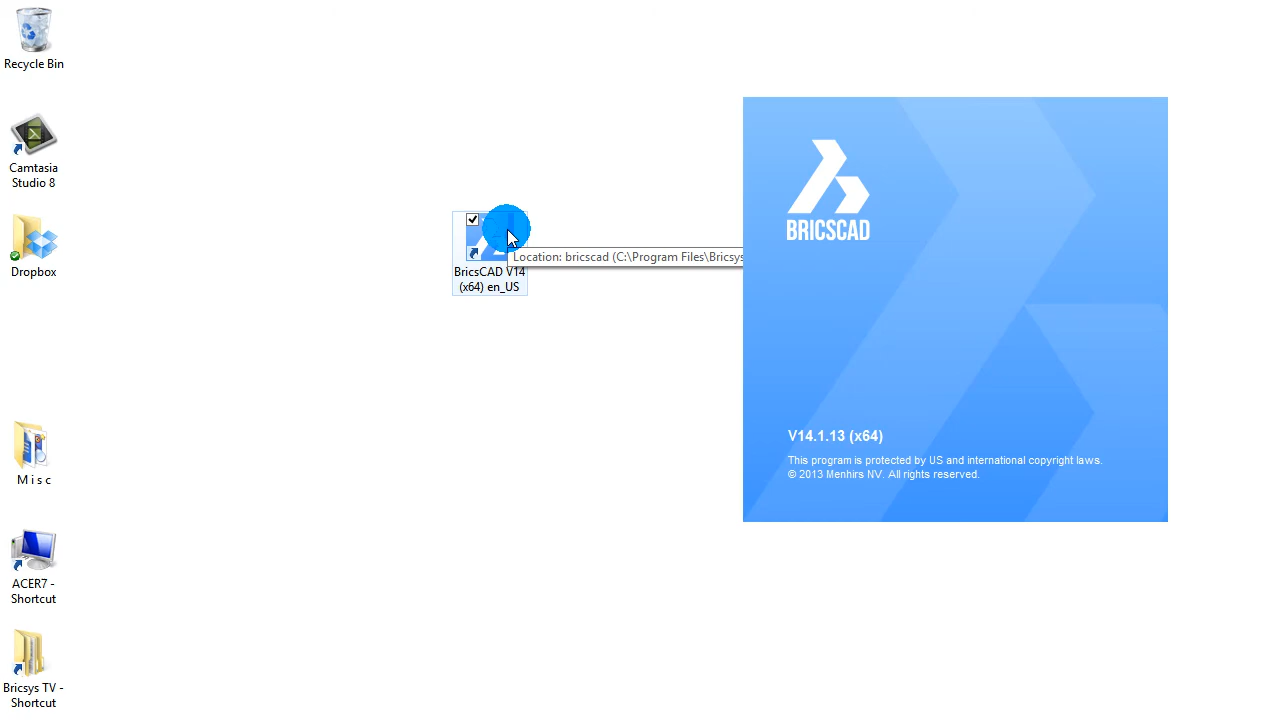 Recycle Bin
Camtasia
Studio 8
Dropbox
M i s c
ACER7 -
Shortcut
Bricsys TV -
Shortcut
BricsCAD V14
(x64) en_US
Location: bricscad (C:\Program Files\Bricsys
BRICSCAD
V14.1.13 (x64)
This program is protected by US and international copyright laws.
© 2013 Menhirs NV. All rights reserved.